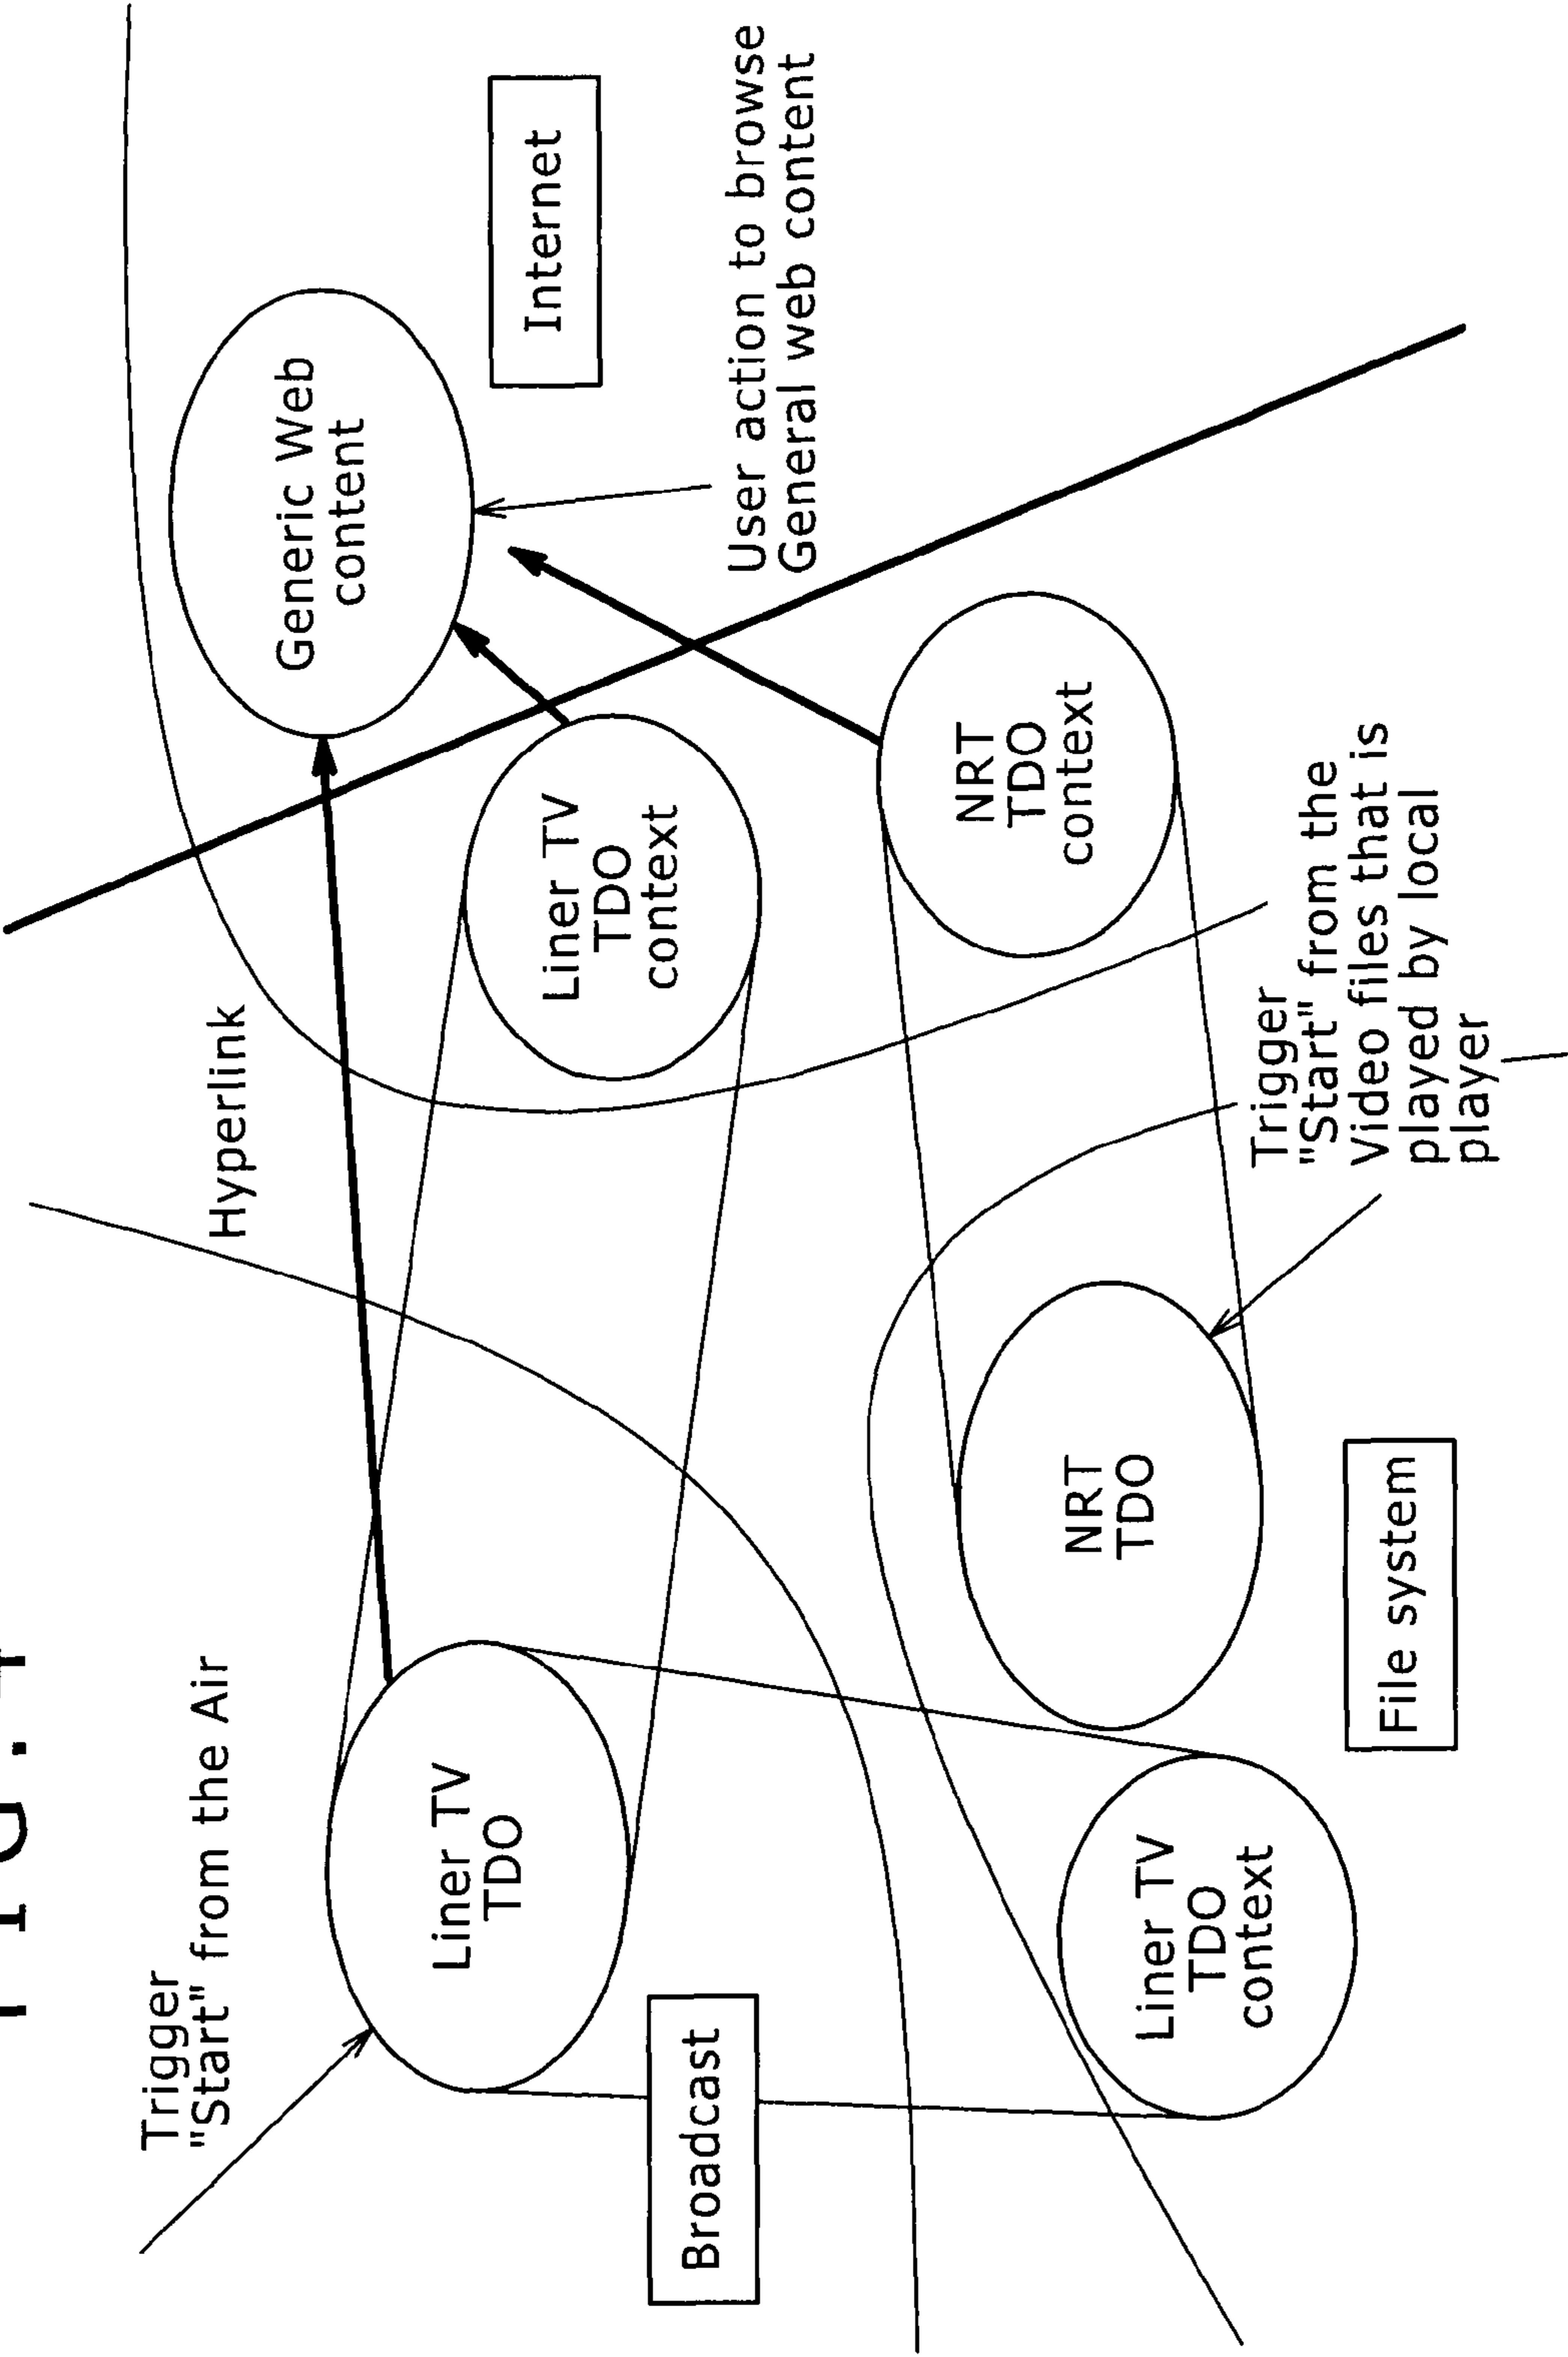 Trigger
"Start" from the Air
Hyperlink
Generic Web
content
Liner TV
TDO
Liner TV
TDO
context
Internet
Broadcast
User action to browse
General web content
NRT
TDO
context
NRT
TDO
Liner TV
TDO
context
Trigger
"Start" from the
Video files that is
played by local
player
File system